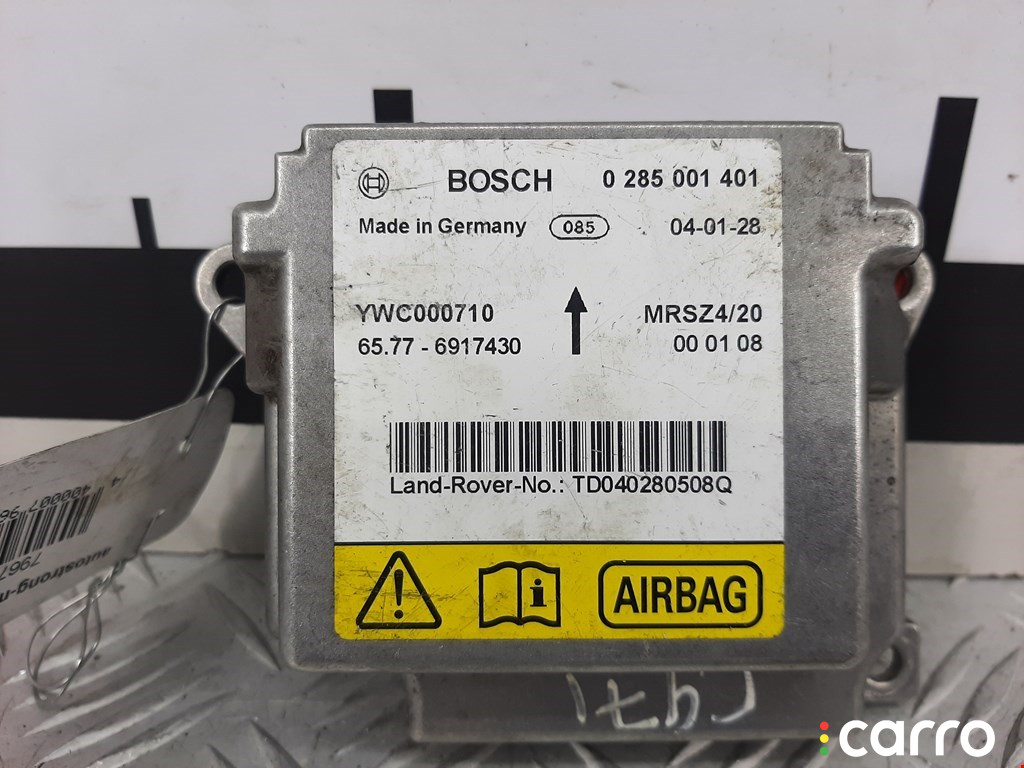 BOSCH 0 285 001 401
Made in Germany 085 04-01-28
YWC000710 MRSZ4/20
65.77 - 6917430 00 01 08
Land-Rover-No.: TD040280508Q
i
AIRBAG
autostrong-
carro